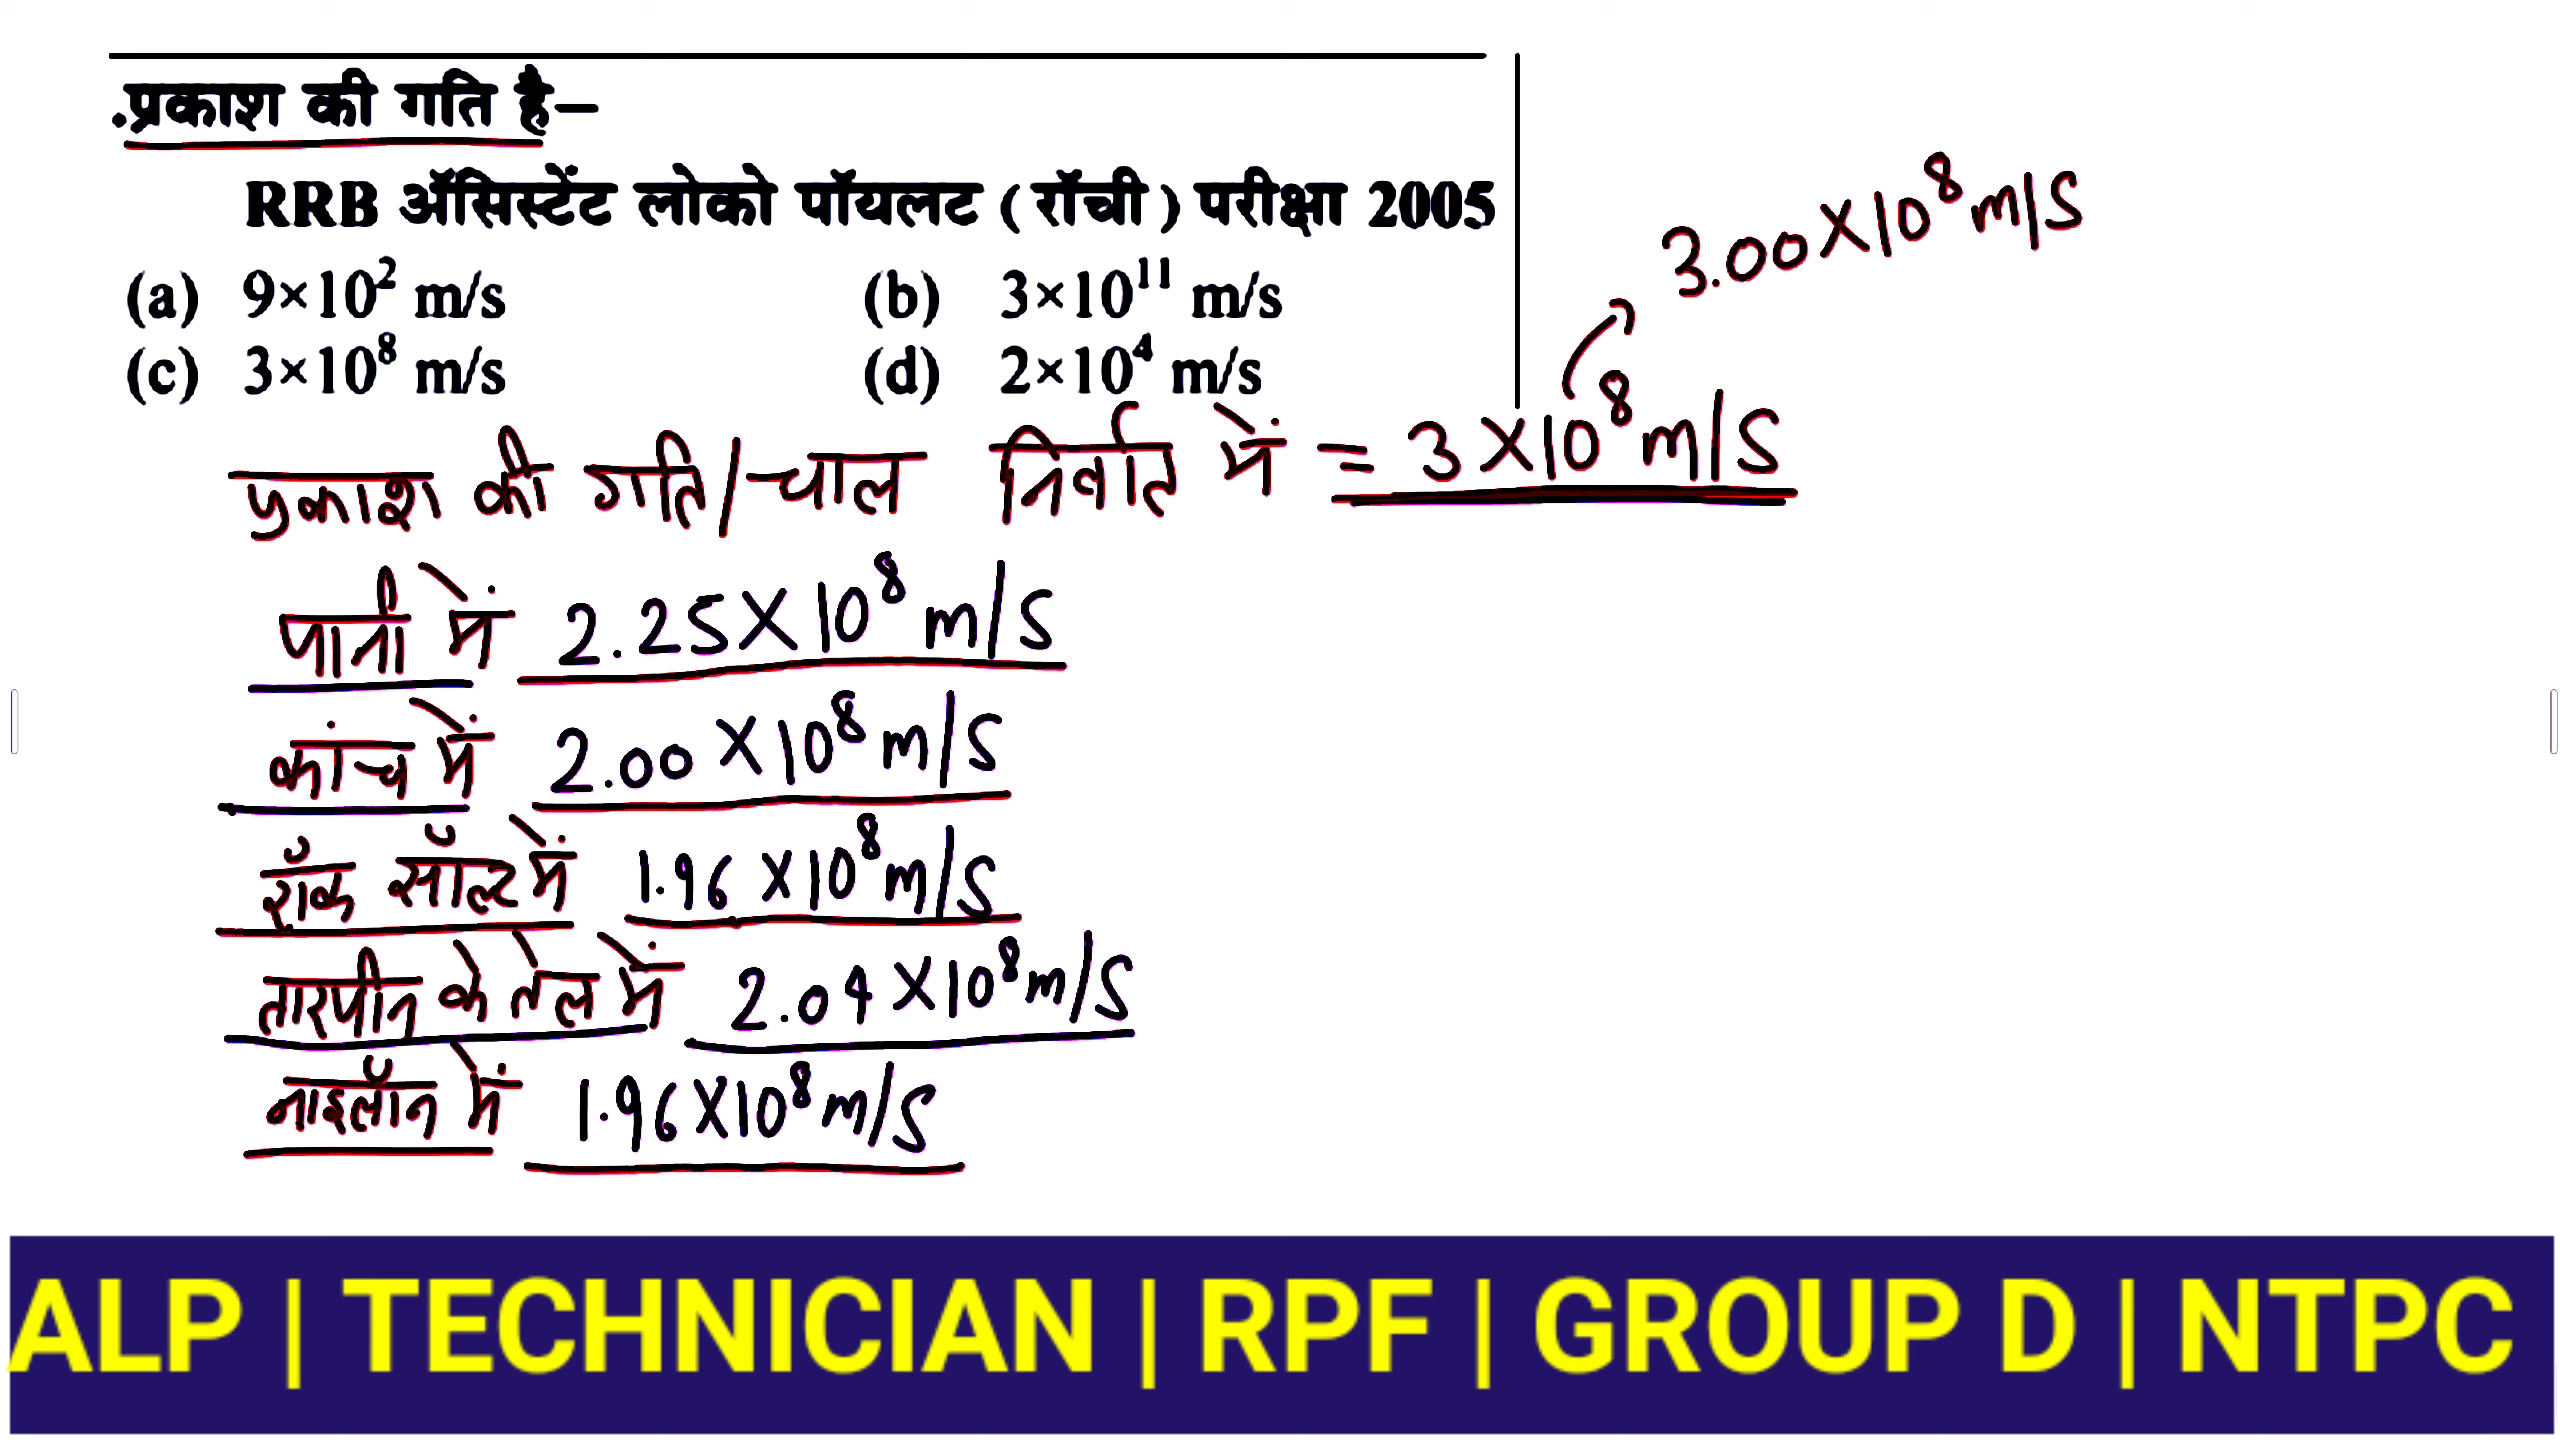 .प्रकाश की गति है–
RRB ऑसिस्टेंट लोको पॉयलट ( रॉची ) परीक्षा 2005
(a) 9×10² m/s (b) 3×10¹¹ m/s
(c) 3×10⁸ m/s (d) 2×10⁴ m/s
3.00×10⁸ m/s
प्रकाश की गति/चाल निर्वात में = 3×10⁸ m/s
पानी में 2.25×10⁸ m/s
कांच में 2.00×10⁸ m/s
रॉक सॉल्ट में 1.96×10⁸ m/s
तारपीन के तेल में 2.04×10⁸ m/s
नाइलॉन में 1.96×10⁸ m/s
ALP | TECHNICIAN | RPF | GROUP D | NTPC